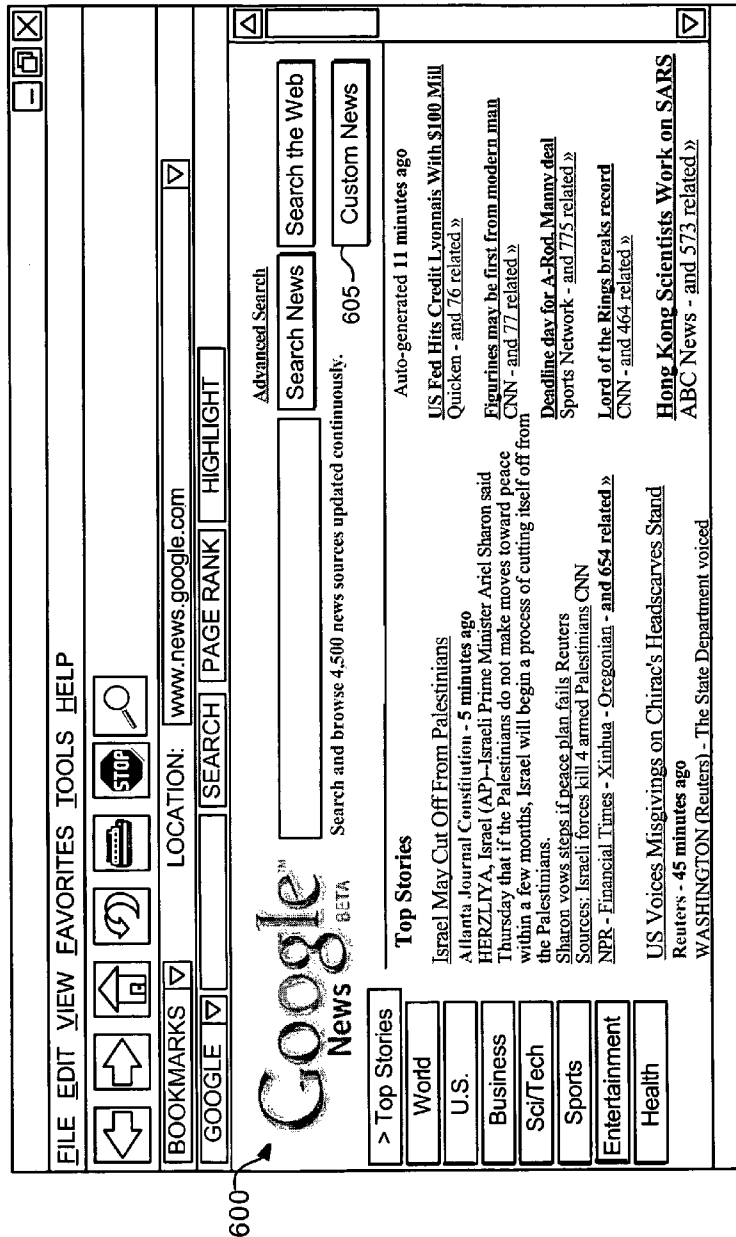 FILE EDIT VIEW FAVORITES TOOLS HELP
STOP
BOOKMARKS LOCATION: www.news.google.com
GOOGLE SEARCH PAGE RANK HIGHLIGHT
600
Google™
News BETA
Advanced Search
Search News Search the Web
Search and browse 4,500 news sources updated continuously.
605 Custom News
> Top Stories
World
U.S.
Business
Sci/Tech
Sports
Entertainment
Health
Top Stories
Auto-generated 11 minutes ago
Israel May Cut Off From Palestinians
Atlanta Journal Constitution - 5 minutes ago
HERZLIYA, Israel (AP)--Israeli Prime Minister Ariel Sharon said
Thursday that if the Palestinians do not make moves toward peace
within a few months, Israel will begin a process of cutting itself off from
the Palestinians.
Sharon vows steps if peace plan fails Reuters
Sources: Israeli forces kill 4 armed Palestinians CNN
NPR - Financial Times - Xinhua - Oregonian - and 654 related »
US Voices Misgivings on Chirac's Headscarves Stand
Reuters - 45 minutes ago
WASHINGTON (Reuters) - The State Department voiced
US Fed Hits Credit Lyonnais With $100 Mill
Quicken - and 76 related »
Figurines may be first from modern man
CNN - and 77 related »
Deadline day for A-Rod, Manny deal
Sports Network - and 775 related »
Lord of the Rings breaks record
CNN - and 464 related »
Hong Kong Scientists Work on SARS
ABC News - and 573 related »